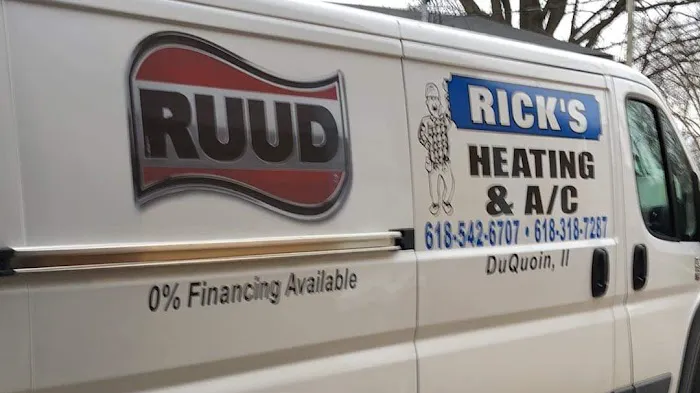 RUUD
0% Financing Available
RICK'S
HEATING
& A/C
618-542-6707 • 618-318-7287
DuQuoin, Il